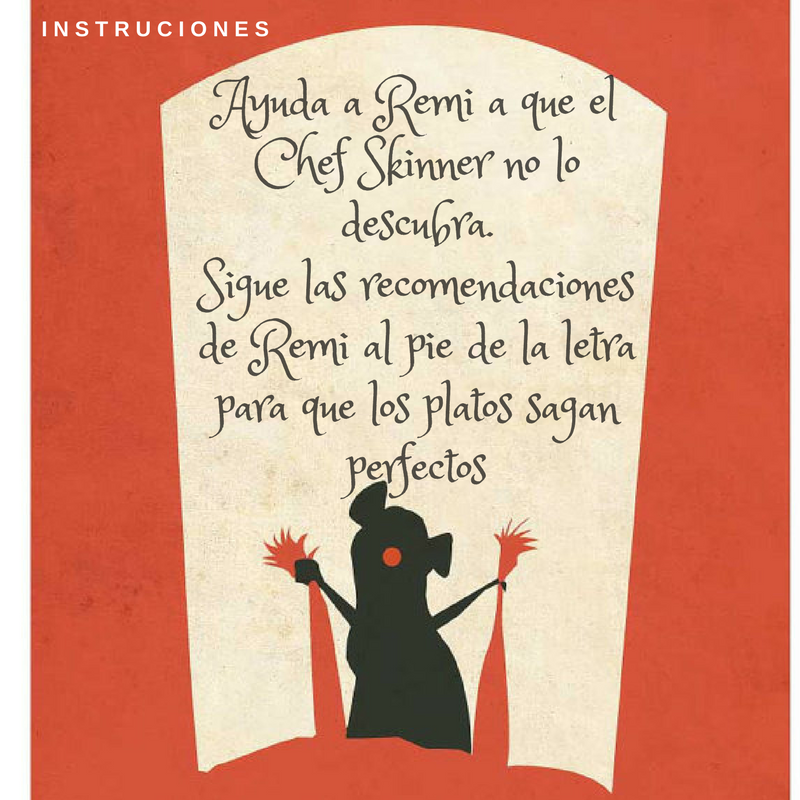 INSTRUCIONES
Ayuda a Remi a que el
Chef Skinner no lo
descubra.
Sigue las recomendaciones
de Remi al pie de la letra
para que los platos sagan
perfectos